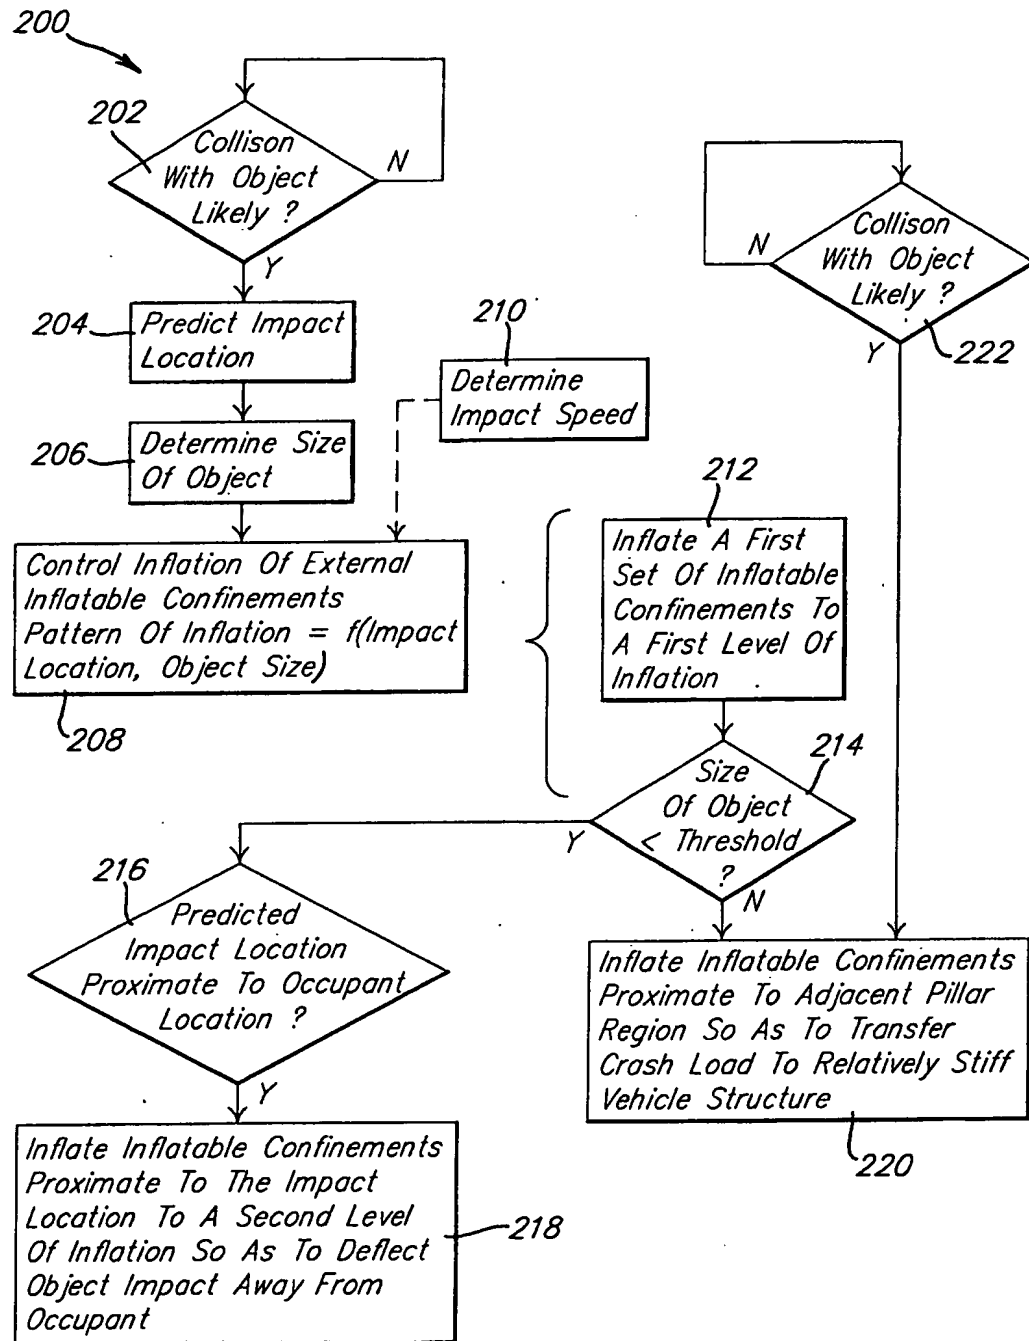 200
202
Collison
With Object
Likely ?
N
Y
204
Predict Impact
Location
210
Determine
Impact Speed
206
Determine Size
Of Object
Control Inflation Of External
Inflatable Confinements
Pattern Of Inflation = f(Impact
Location, Object Size)
208
Collison
With Object
Likely ?
N
Y
222
212
Inflate A First
Set Of Inflatable
Confinements To
A First Level Of
Inflation
214
Size
Of Object
< Threshold
?
Y
N
216
Predicted
Impact Location
Proximate To Occupant
Location ?
Y
Inflate Inflatable Confinements
Proximate To Adjacent Pillar
Region So As To Transfer
Crash Load To Relatively Stiff
Vehicle Structure
220
Inflate Inflatable Confinements
Proximate To The Impact
Location To A Second Level
Of Inflation So As To Deflect
Object Impact Away From
Occupant
218